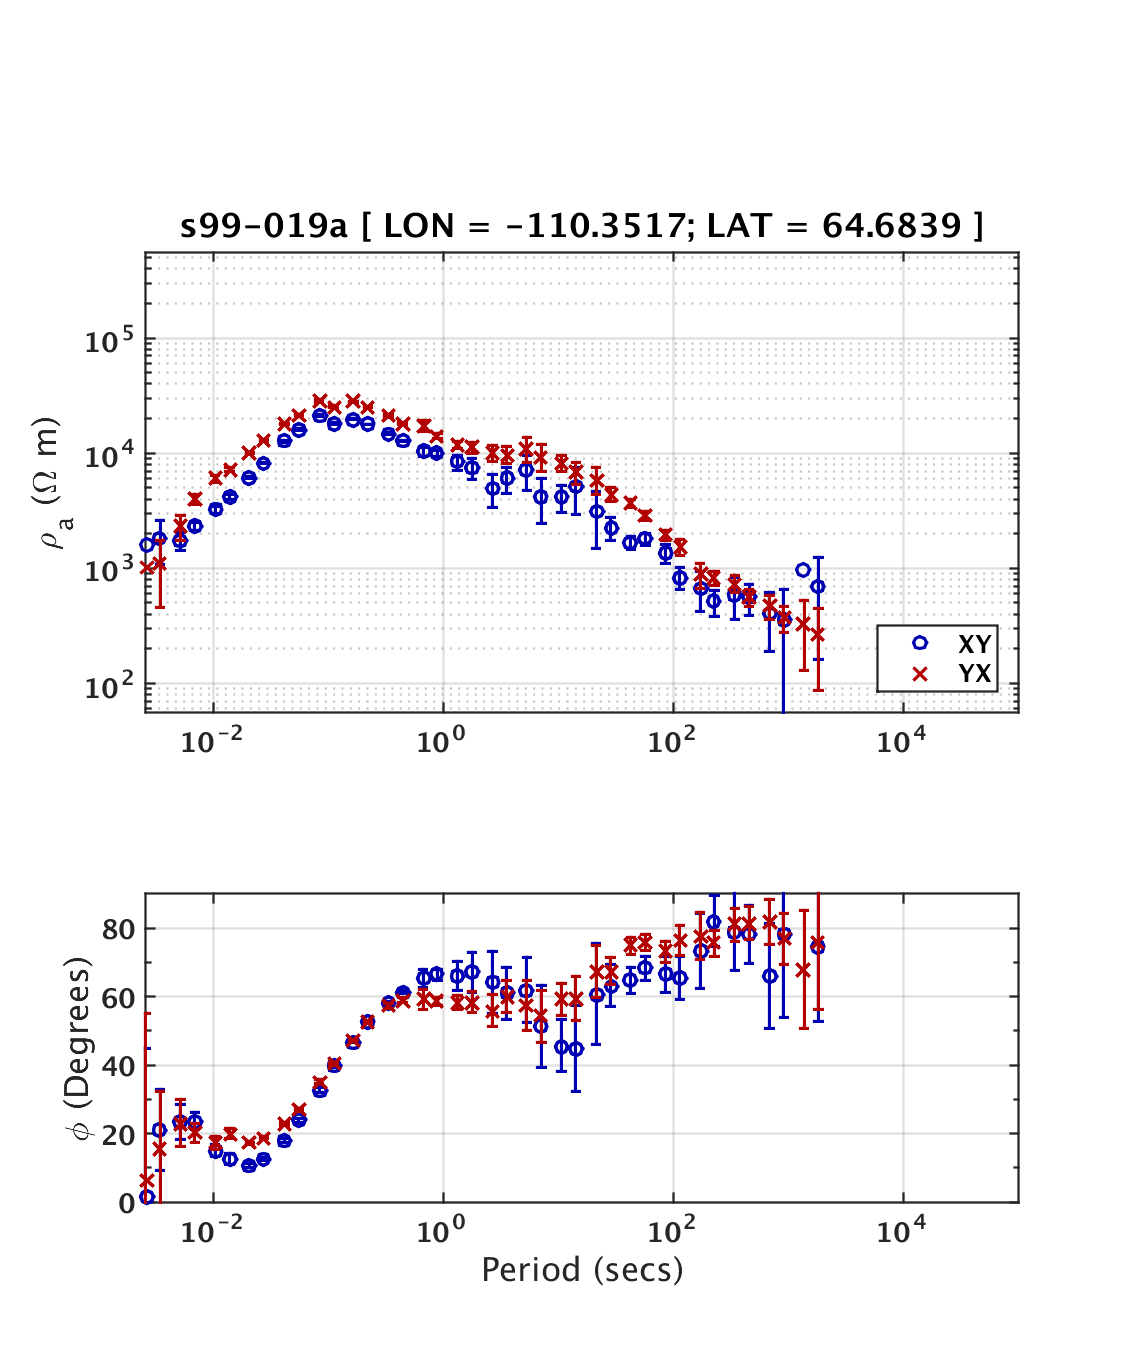 s99-019a [ LON = -110.3517; LAT = 64.6839 ]
ρa (Ω m)
10^5
10^4
10^3
10^2
10^-2 10^0 10^2 10^4
XY
YX
φ (Degrees)
80
60
40
20
0
10^-2 10^0 10^2 10^4
Period (secs)